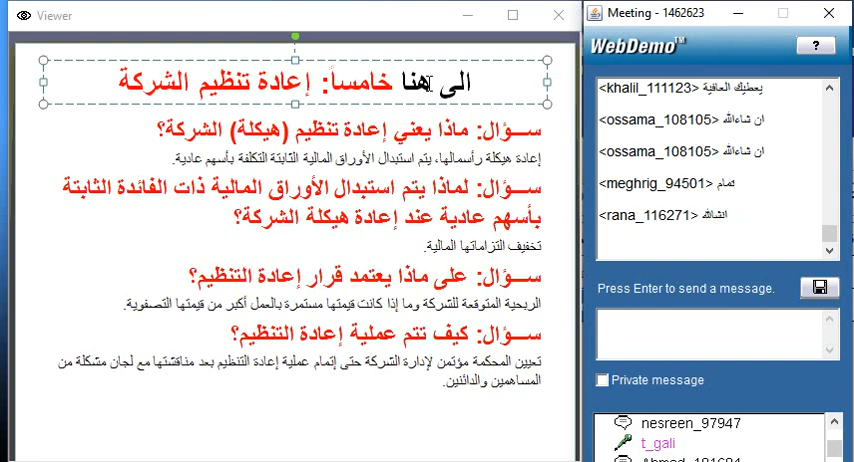 Viewer
الى هنا خامساً: إعادة تنظيم الشركة
ســؤال: ماذا يعني إعادة تنظيم (هيكلة) الشركة؟
إعادة هيكلة رأسمالها، يتم استبدال الأوراق المالية الثابتة التكلفة بأسهم عادية.
ســؤال: لماذا يتم استبدال الأوراق المالية ذات الفائدة الثابتة
بأسهم عادية عند إعادة هيكلة الشركة؟
تخفيف التزاماتها المالية.
ســؤال: على ماذا يعتمد قرار إعادة التنظيم؟
الربحية المتوقعة للشركة وما إذا كانت قيمتها مستمرة بالعمل أكبر من قيمتها التصفوية.
ســؤال: كيف تتم عملية إعادة التنظيم؟
تعيين المحكمة مؤتمن لإدارة الشركة حتى إتمام عملية إعادة التنظيم بعد مناقشتها مع لجان مشكلة من
المساهمين والدائنين.
Meeting - 1462623
WebDemo™
?
<khalil_111123> يعطيك العافية
<ossama_108105> ان شاءالله
<ossama_108105> ان شاءالله
<meghrig_94501> تمام
<rana_116271> انشالله
Press Enter to send a message.
Private message
nesreen_97947
t_gali